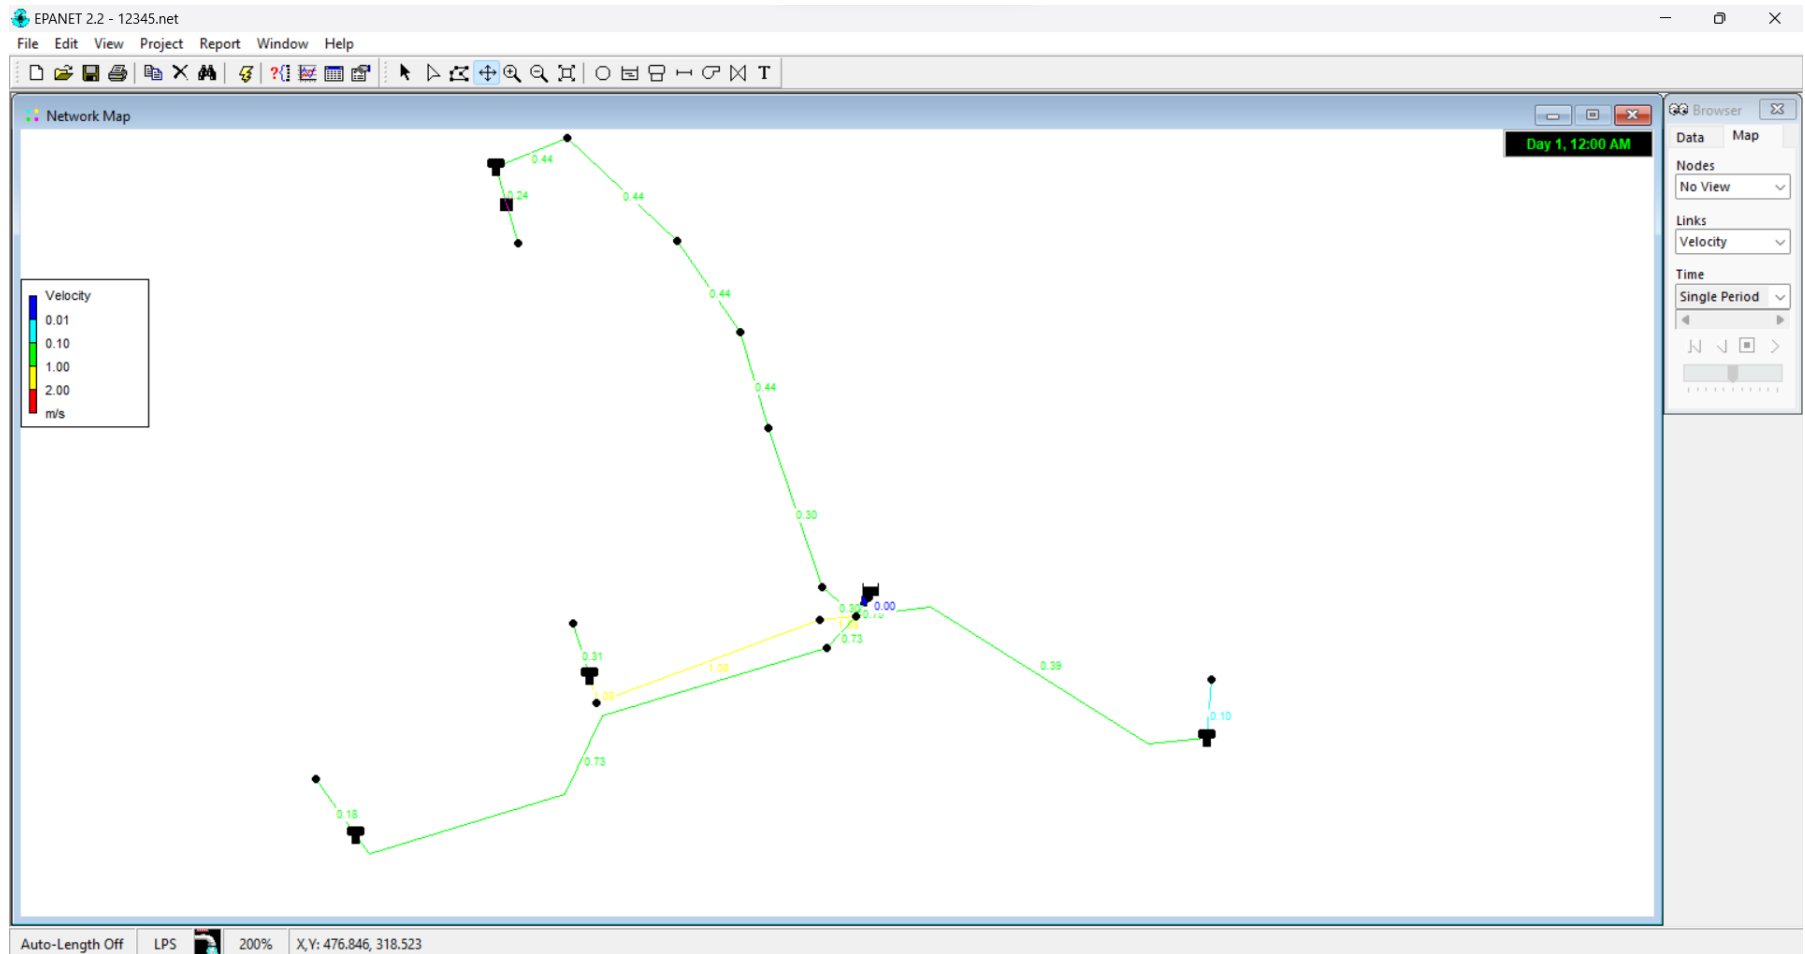 EPANET 2.2 - 12345.net
File Edit View Project Report Window Help
T
Network Map
Browser
Day 1, 12:00 AM
Data Map
Nodes
No View
Links
Velocity
Time
Single Period
Velocity
0.01
0.10
1.00
2.00
m/s
0.44
0.24
0.44
0.44
0.44
0.30
0.30
0.00
0.73
0.31
1.08
0.39
0.10
0.73
0.18
Auto-Length Off LPS 200% X,Y: 476.846, 318.523